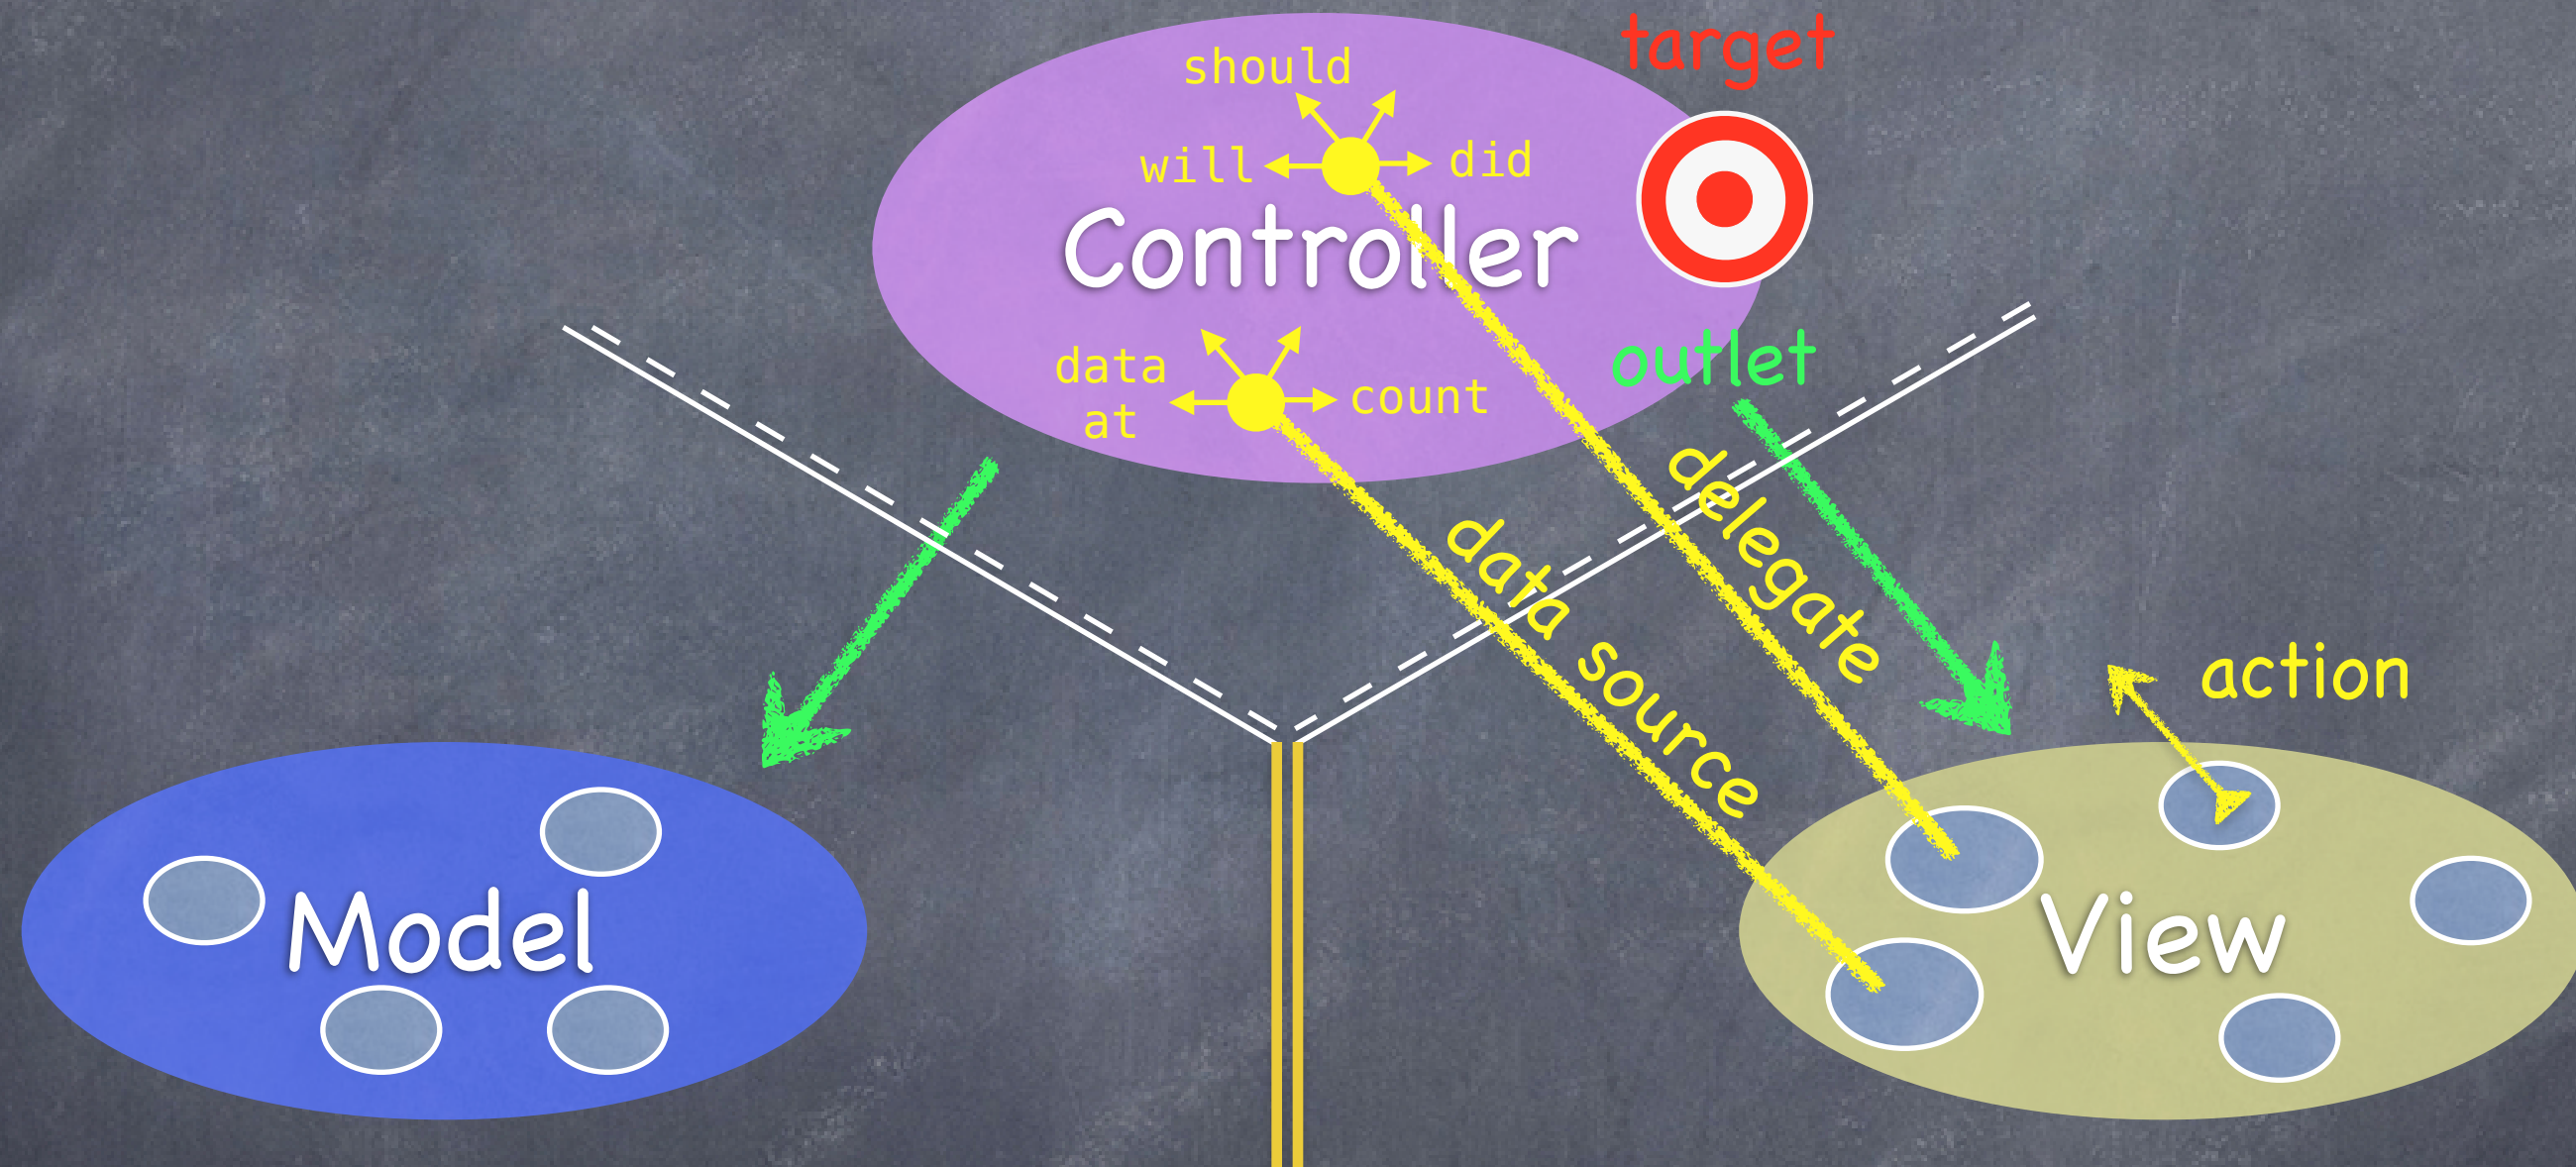 target
should
will
did
Controller
data
at
count
outlet
delegate
data source
action
Model
View